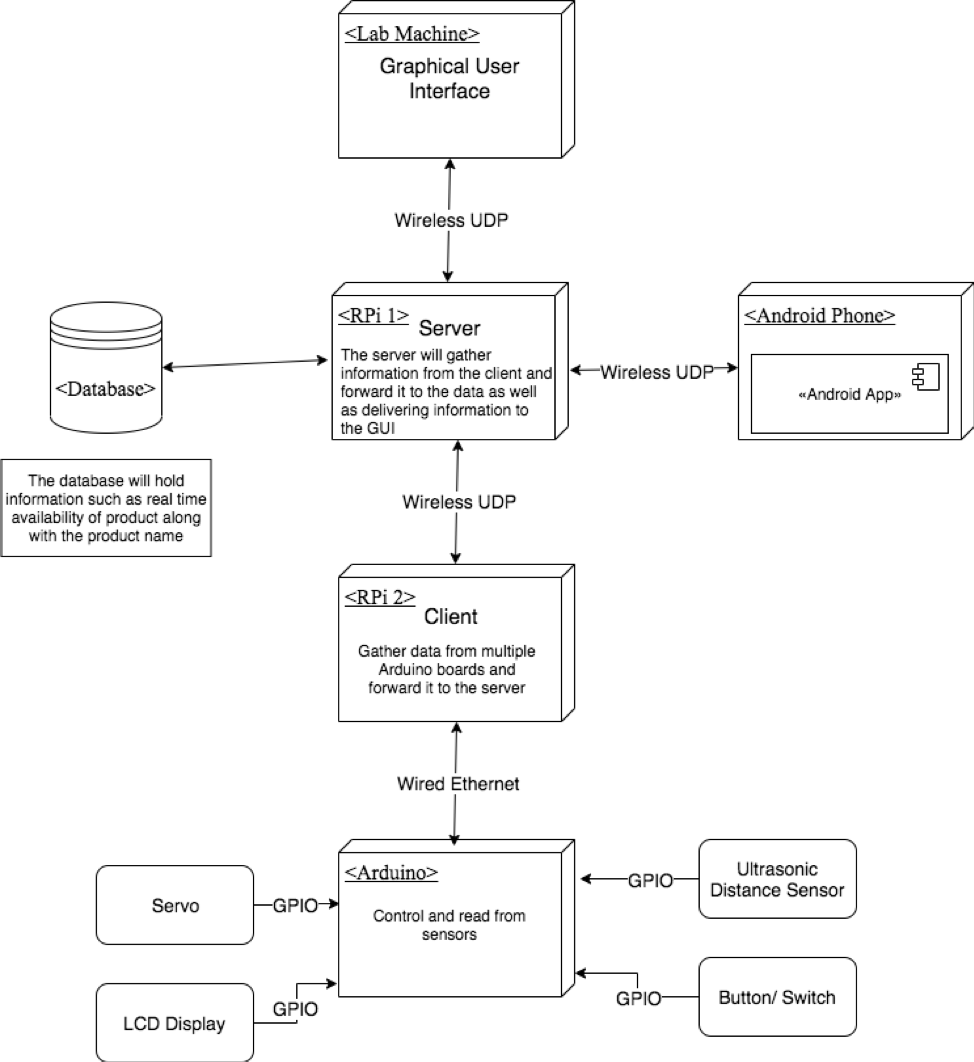 <Lab Machine>
Graphical User
Interface
Wireless UDP
<RPi 1>
Server
The server will gather
information from the client and
forward it to the data as well
as delivering information to
the GUI
<Database>
The database will hold
information such as real time
availability of product along
with the product name
Wireless UDP
<Android Phone>
«Android App»
Wireless UDP
<RPi 2>
Client
Gather data from multiple
Arduino boards and
forward it to the server
Wired Ethernet
<Arduino>
Control and read from
sensors
Servo
GPIO
LCD Display
GPIO
GPIO
Ultrasonic
Distance Sensor
GPIO
Button/ Switch